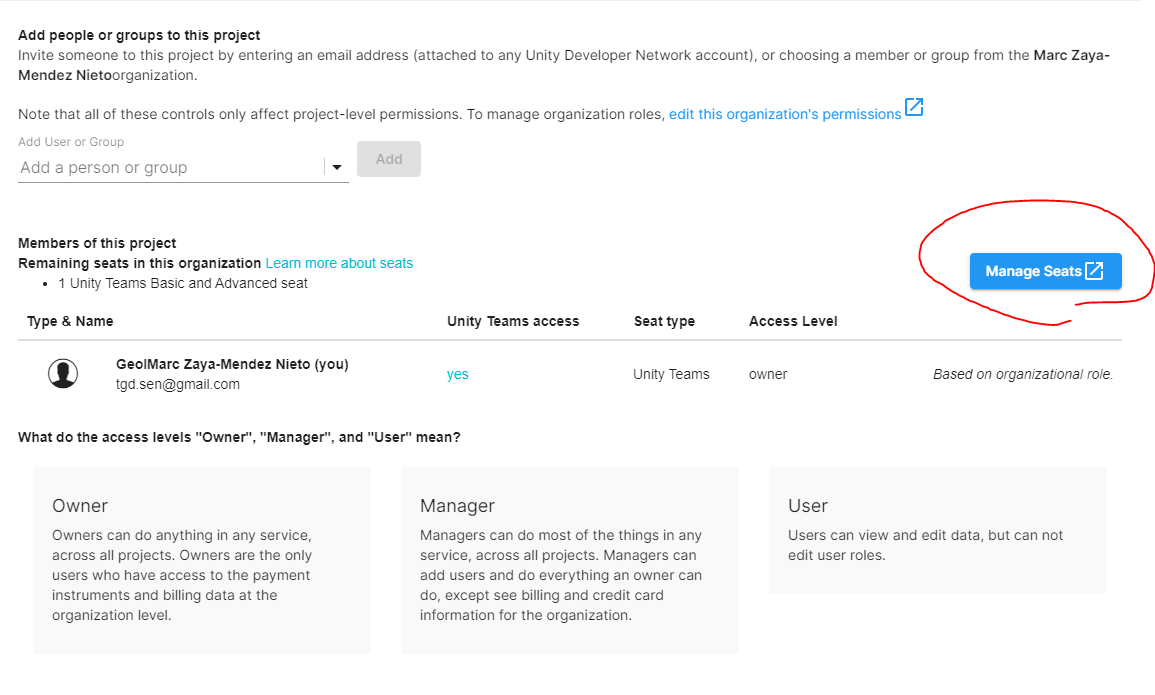 Add people or groups to this project
Invite someone to this project by entering an email address (attached to any Unity Developer Network account), or choosing a member or group from the Marc Zaya-
Mendez Nietoorganization.
Note that all of these controls only affect project-level permissions. To manage organization roles, edit this organization's permissions
Add User or Group
Add a person or group
Add
Members of this project
Remaining seats in this organization Learn more about seats
• 1 Unity Teams Basic and Advanced seat
Manage Seats
Type & Name Unity Teams access Seat type Access Level
GeolMarc Zaya-Mendez Nieto (you)
tgd.sen@gmail.com
yes Unity Teams owner Based on organizational role.
What do the access levels "Owner", "Manager", and "User" mean?
Owner
Owners can do anything in any service,
across all projects. Owners are the only
users who have access to the payment
instruments and billing data at the
organization level.
Manager
Managers can do most of the things in any
service, across all projects. Managers can
add users and do everything an owner can
do, except see billing and credit card
information for the organization.
User
Users can view and edit data, but can not
edit user roles.